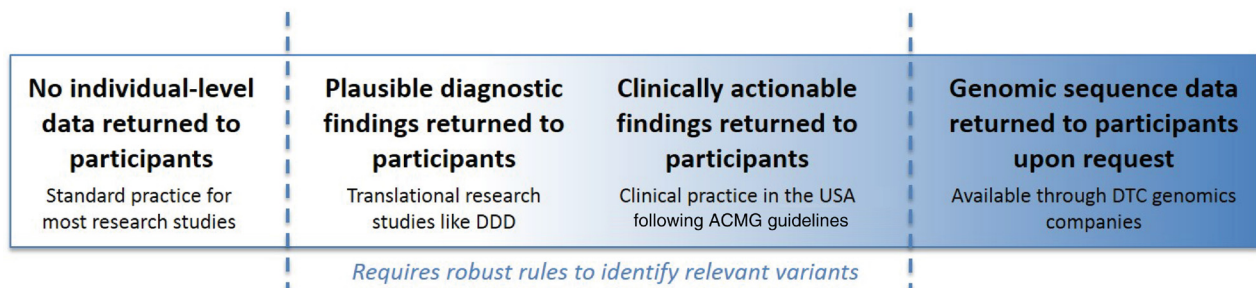 No individual-level
data returned to
participants
Standard practice for
most research studies
Plausible diagnostic
findings returned to
participants
Translational research
studies like DDD
Clinically actionable
findings returned to
participants
Clinical practice in the USA
following ACMG guidelines
Genomic sequence data
returned to participants
upon request
Available through DTC genomics
companies
Requires robust rules to identify relevant variants